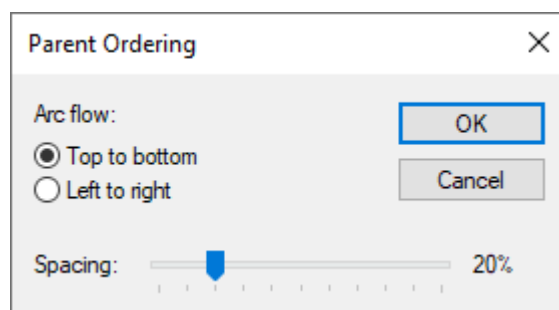 Parent Ordering
Arc flow:
OK
Top to bottom
Left to right
Cancel
Spacing:
20%